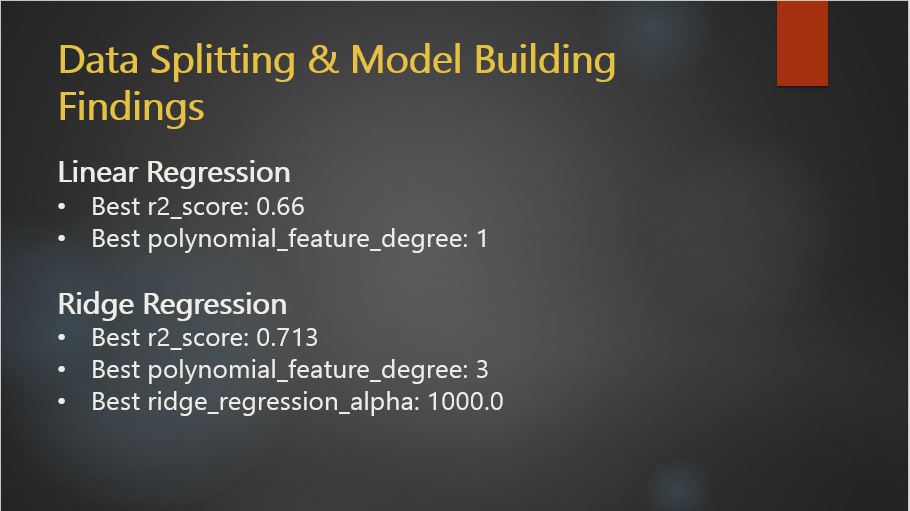 Data Splitting & Model Building
Findings
Linear Regression
• Best r2_score: 0.66
• Best polynomial_feature_degree: 1
Ridge Regression
• Best r2_score: 0.713
• Best polynomial_feature_degree: 3
• Best ridge_regression_alpha: 1000.0